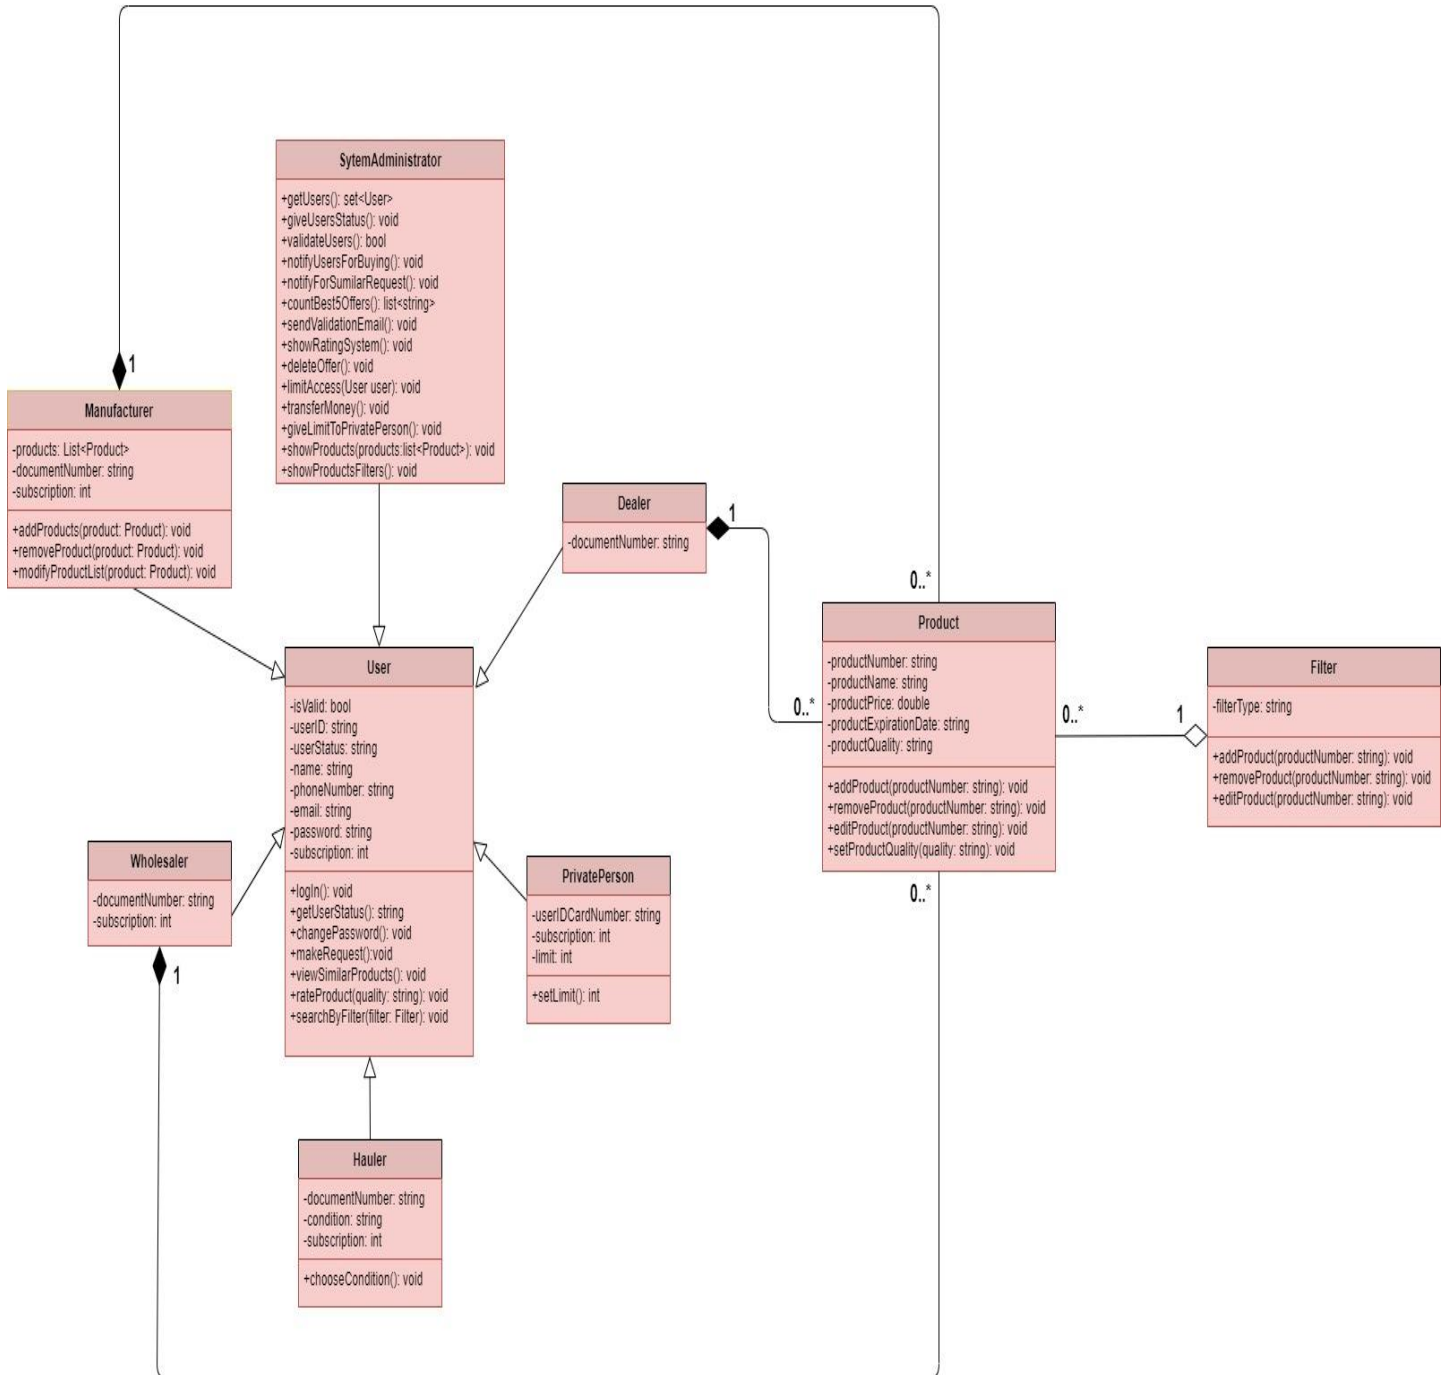 SytemAdministrator
+getUsers(): set<User>
+giveUsersStatus(): void
+validateUsers(): bool
+notifyUsersForBuying(): void
+notifyForSumilarRequest(): void
+countBest5Offers(): list<string>
+sendValidationEmail(): void
+showRatingSystem(): void
+deleteOffer(): void
+limitAccess(User user): void
+transferMoney(): void
+giveLimitToPrivatePerson(): void
+showProducts(products:list<Product>): void
+showProductsFilters(): void
1
Manufacturer
-products: List<Product>
-documentNumber: string
-subscription: int
+addProducts(product: Product): void
+removeProduct(product: Product): void
+modifyProductList(product: Product): void
Dealer
-documentNumber: string
1
0..*
0..*
Product
-productNumber: string
-productName: string
-productPrice: double
-productExpirationDate: string
-productQuality: string
+addProduct(productNumber: string): void
+removeProduct(productNumber: string): void
+editProduct(productNumber: string): void
+setProductQuality(quality: string): void
0..*
0..*
1
Filter
-filterType: string
+addProduct(productNumber: string): void
+removeProduct(productNumber: string): void
+editProduct(productNumber: string): void
User
-isValid: bool
-userID: string
-userStatus: string
-name: string
-phoneNumber: string
-email: string
-password: string
-subscription: int
+logIn(): void
+getUserStatus(): string
+changePassword(): void
+makeRequest():void
+viewSimilarProducts(): void
+rateProduct(quality: string): void
+searchByFilter(filter: Filter): void
Wholesaler
-documentNumber: string
-subscription: int
1
PrivatePerson
-userIDCardNumber: string
-subscription: int
-limit: int
+setLimit(): int
Hauler
-documentNumber: string
-condition: string
-subscription: int
+chooseCondition(): void